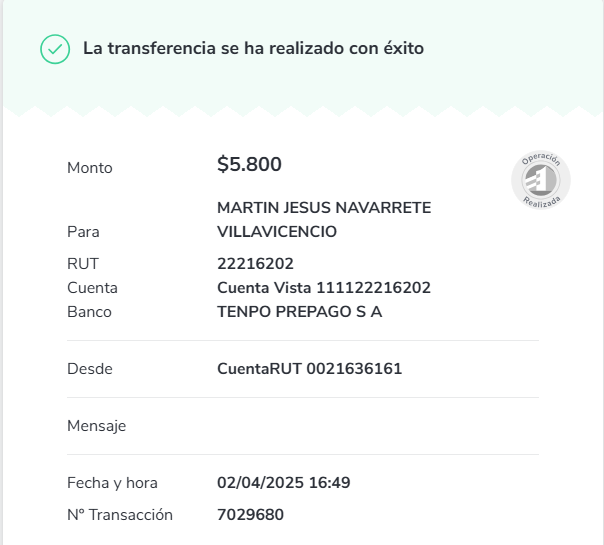 La transferencia se ha realizado con éxito
Monto $5.800
Operación
Realizada
MARTIN JESUS NAVARRETE
Para VILLAVICENCIO
RUT 22216202
Cuenta Cuenta Vista 111122216202
Banco TENPO PREPAGO S A
Desde CuentaRUT 0021636161
Mensaje
Fecha y hora 02/04/2025 16:49
Nº Transacción 7029680